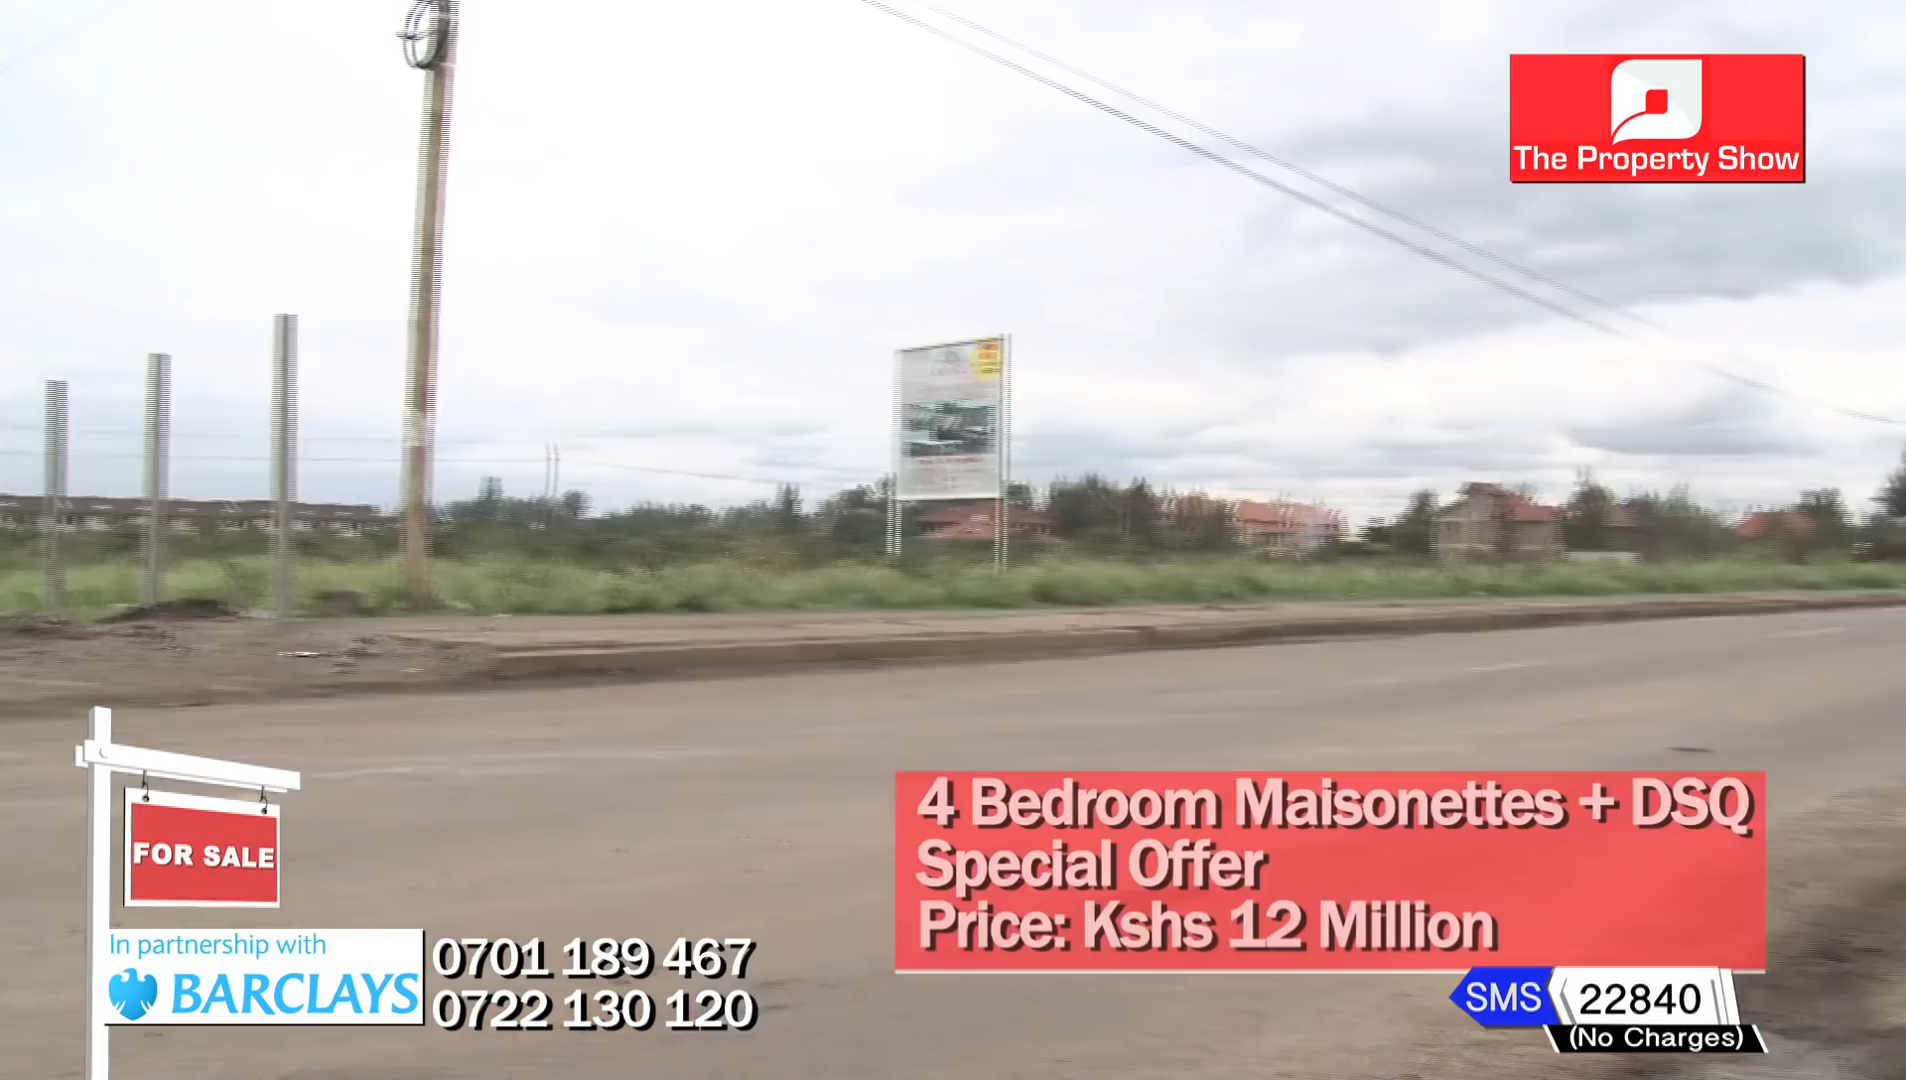 The Property Show
4 Bedroom Maisonettes + DSQ
Special Offer
Price: Kshs 12 Million
FOR SALE
In partnership with
BARCLAYS
0701 189 467
0722 130 120
SMS 22840
(No Charges)